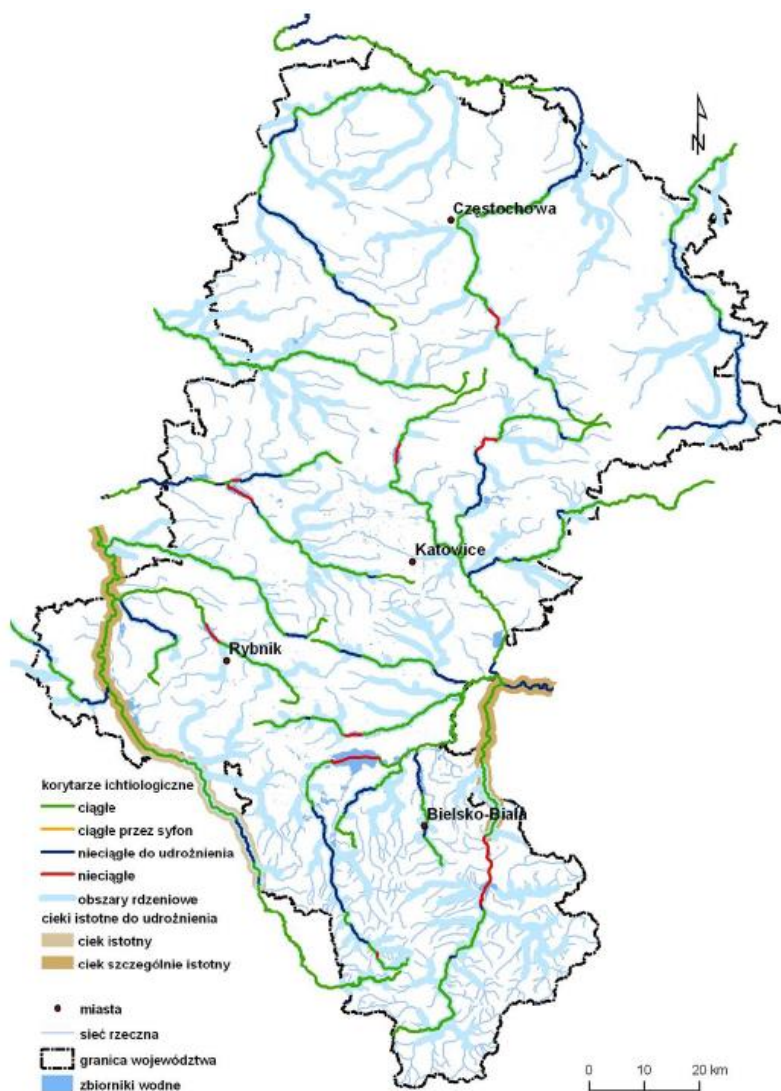 N
Częstochowa
Katowice
Rybnik
Bielsko-Biała
korytarze ichtiologiczne
ciągłe
ciągłe przez syfon
nieciągłe do udrożnienia
nieciągłe
obszary rdzeniowe
cieki istotne do udrożnienia
ciek istotny
ciek szczególnie istotny
miasta
sieć rzeczna
granica województwa
zbiorniki wodne
0 10 20 km